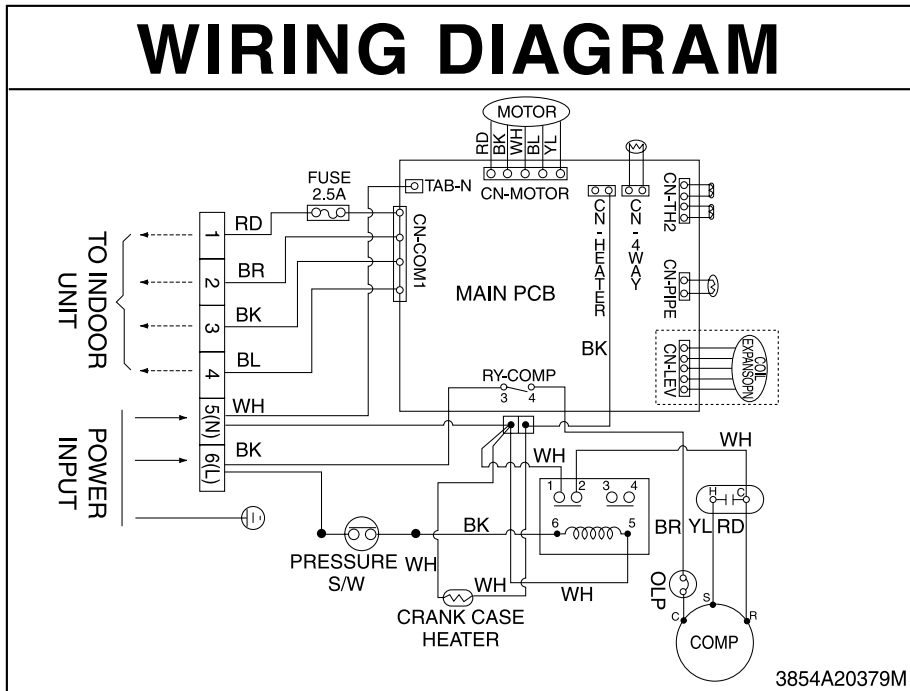 WIRING DIAGRAM
MOTOR
RD BK WH BL YL
CN-MOTOR
TAB-N
FUSE
2.5A
CN-COM1
CN-HEATER
CN-4WAY
CN-TH2
CN-PIPE
CN-LEV
EXPANSOPN
COIL
MAIN PCB
TO INDOOR
UNIT
1 RD
2 BR
3 BK
4 BL
5(N) WH
6(L) BK
POWER
INPUT
BK
RY-COMP
3 4
WH
WH
1 2 3 4
6 5
BK
WH
PRESSURE
S/W
WH
WH
CRANK CASE
HEATER
H C
BR YL RD
OLP
C S R
COMP
3854A20379M